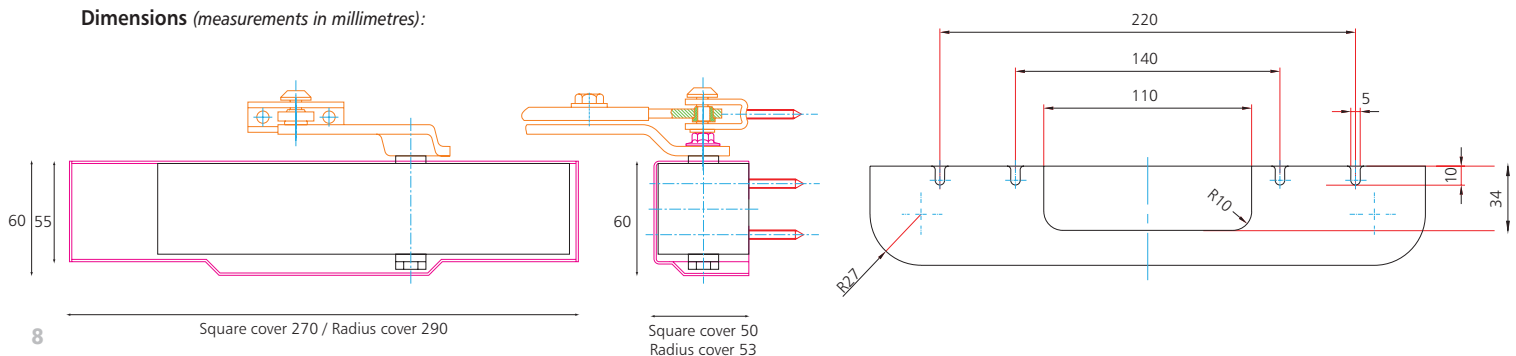 Dimensions (measurements in millimetres):
220
140
110
5
10
34
R10
R27
60 55
60
Square cover 270 / Radius cover 290
Square cover 50
Radius cover 53
8